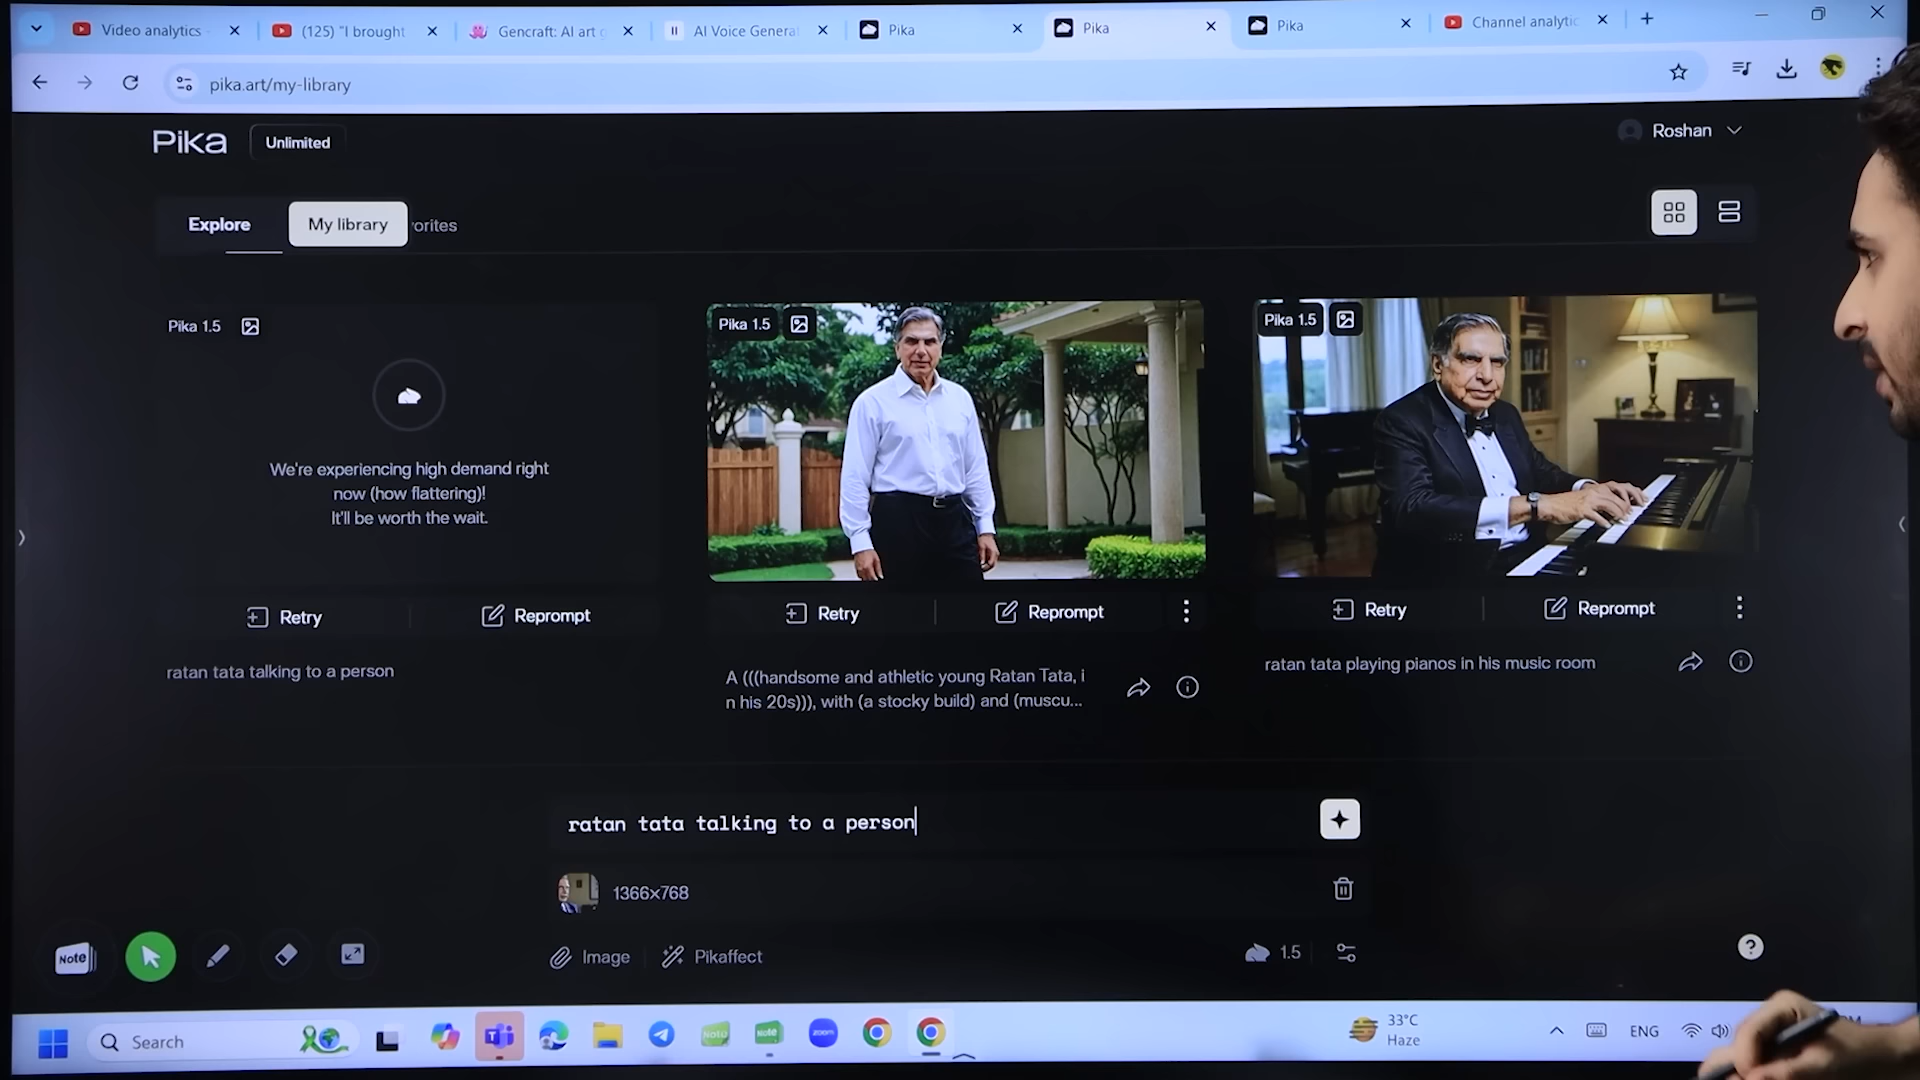 Video analytics
(125) "I brought
Gencraft: AI art g
AI Voice Genera
Pika
Pika
Pika
Channel analytic
pika.art/my-library
Pika
Unlimited
Roshan
Explore
My library
orites
Pika 1.5
We're experiencing high demand right
now (how flattering)!
It'll be worth the wait.
Retry
Reprompt
ratan tata talking to a person
Pika 1.5
Retry
Reprompt
A (((handsome and athletic young Ratan Tata, i
n his 20s))), with (a stocky build) and (muscu...
Pika 1.5
Retry
Reprompt
ratan tata playing pianos in his music room
ratan tata talking to a person
1366×768
Image
Pikaffect
1.5
?
Note
Search
Note
Note
zoom
33°C
Haze
ENG